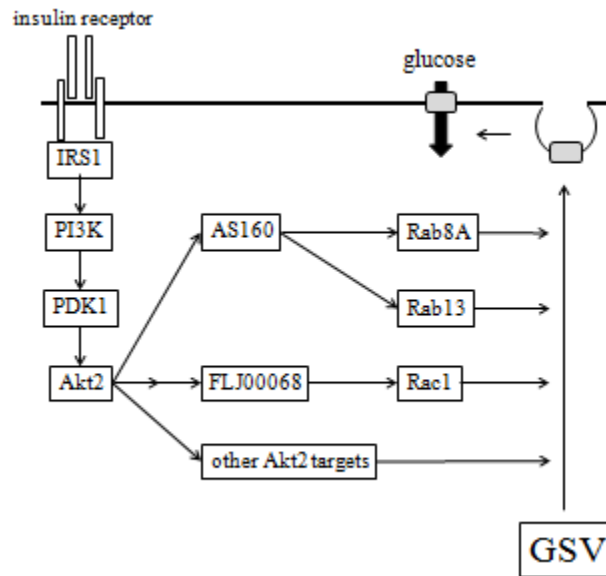 insulin receptor
glucose
IRS1
PI3K
AS160
Rab8A
PDK1
Rab13
Akt2
FLJ00068
Rac1
other Akt2 targets
GSV